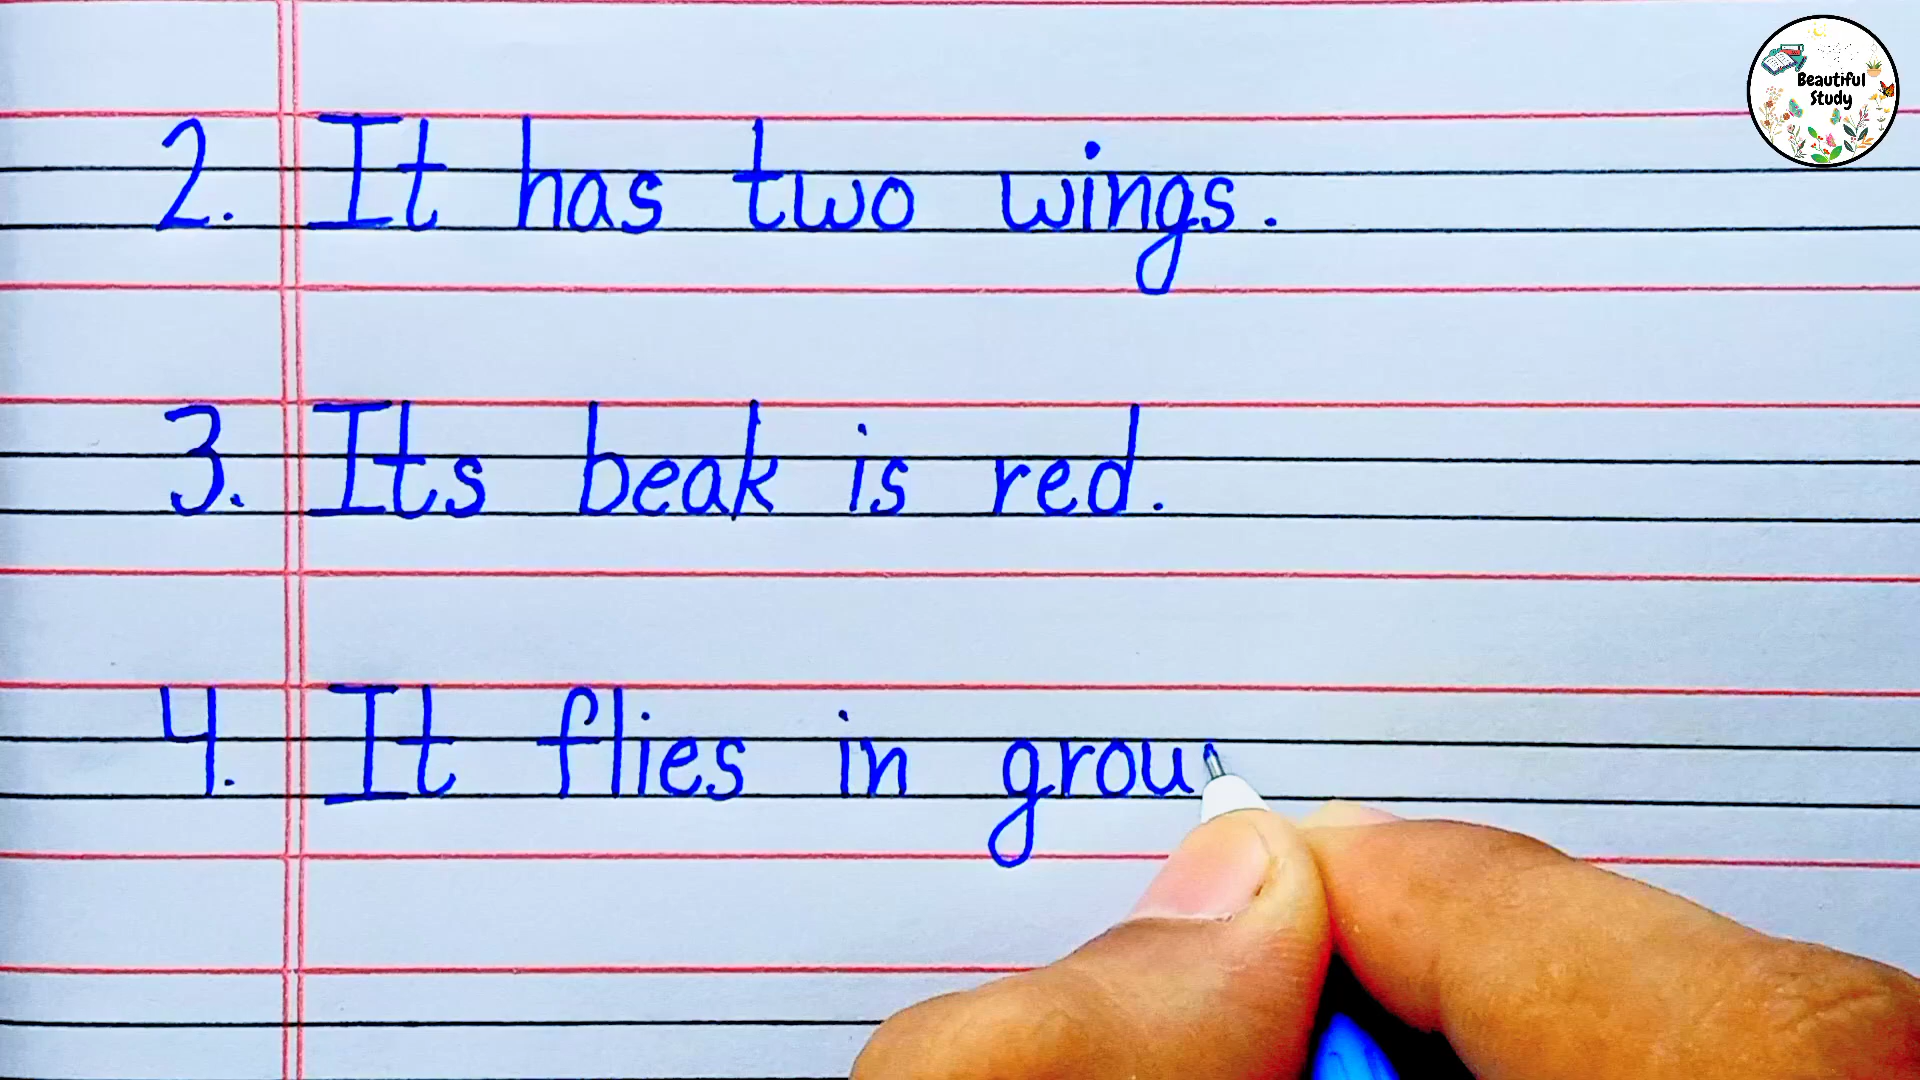 Beautiful
Study
2. It has two wings.
3. Its beak is red.
4. It flies in grou